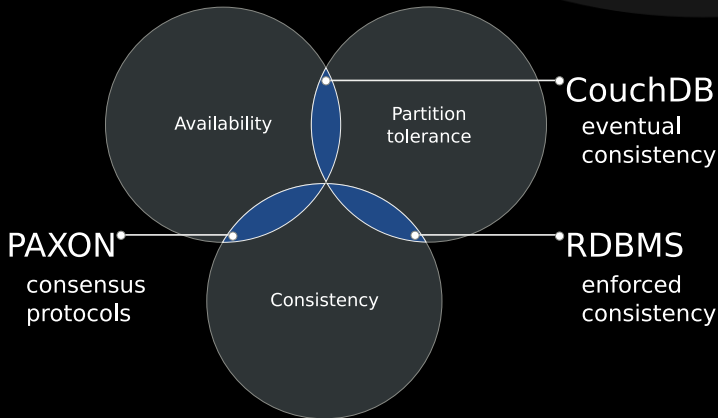 Availability
Partition
tolerance
CouchDB
eventual
consistency
PAXON
consensus
protocols
RDBMS
enforced
consistency
Consistency